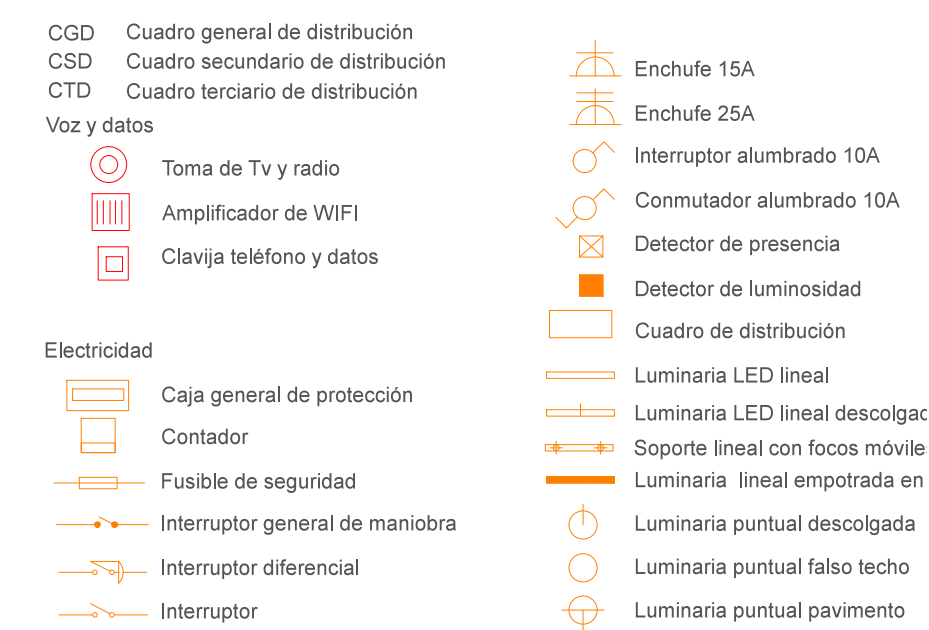 CGD Cuadro general de distribución
CSD Cuadro secundario de distribución
CTD Cuadro terciario de distribución
Voz y datos
Toma de Tv y radio
Amplificador de WIFI
Clavija teléfono y datos
Electricidad
Caja general de protección
Contador
Fusible de seguridad
Interruptor general de maniobra
Interruptor diferencial
Interruptor
Enchufe 15A
Enchufe 25A
Interruptor alumbrado 10A
Conmutador alumbrado 10A
Detector de presencia
Detector de luminosidad
Cuadro de distribución
Luminaria LED lineal
Luminaria LED lineal
Soporte lineal con focos
Luminaria lineal empotrada en
Luminaria puntual descolgada
Luminaria puntual falso techo
Luminaria puntual pavimento